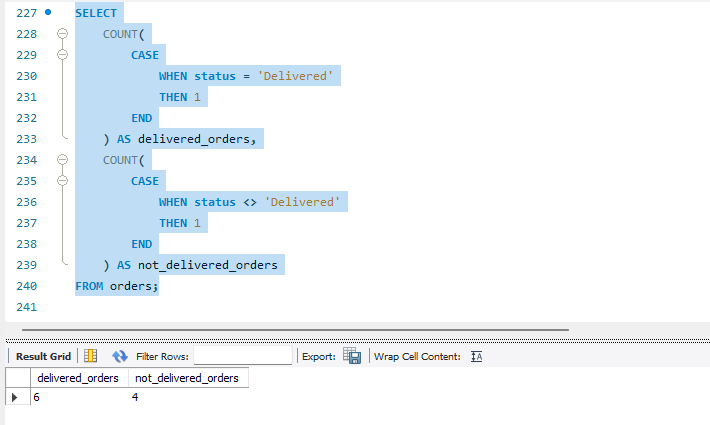 227 SELECT
228 COUNT(
229 CASE
230 WHEN status = 'Delivered'
231 THEN 1
232 END
233 ) AS delivered_orders,
234 COUNT(
235 CASE
236 WHEN status <> 'Delivered'
237 THEN 1
238 END
239 ) AS not_delivered_orders
240 FROM orders;
241
Result Grid Filter Rows: Export: Wrap Cell Content:
delivered_orders not_delivered_orders
6 4